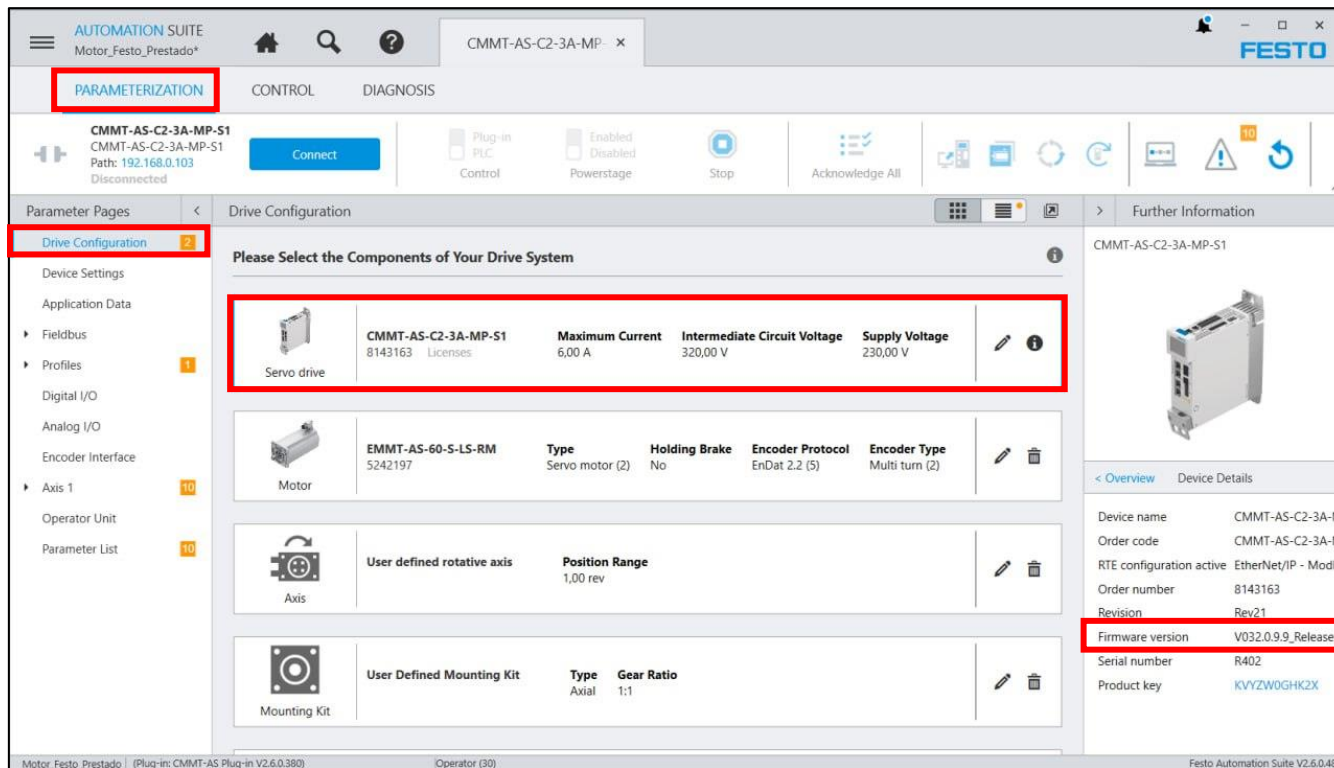 AUTOMATION SUITE
Motor_Festo_Prestado*
CMMT-AS-C2-3A-MP- ×
FESTO
PARAMETERIZATION CONTROL DIAGNOSIS
CMMT-AS-C2-3A-MP-S1
CMMT-AS-C2-3A-MP-S1
Path: 192.168.0.103
Disconnected
Connect
Plug-in
PLC
Control
Enabled
Disabled
Powerstage
Stop
Acknowledge All
10
Parameter Pages
Drive Configuration 2
Device Settings
Application Data
Fieldbus
Profiles 1
Digital I/O
Analog I/O
Encoder Interface
Axis 1 10
Operator Unit
Parameter List 10
Drive Configuration
Please Select the Components of Your Drive System
Servo drive
CMMT-AS-C2-3A-MP-S1 Maximum Current Intermediate Circuit Voltage Supply Voltage
8143163 Licenses 6,00 A 320,00 V 230,00 V
Motor
EMMT-AS-60-S-LS-RM Type Holding Brake Encoder Protocol Encoder Type
5242197 Servo motor (2) No EnDat 2.2 (5) Multi turn (2)
Axis
User defined rotative axis Position Range
1,00 rev
Mounting Kit
User Defined Mounting Kit Type Gear Ratio
Axial 1:1
Further Information
CMMT-AS-C2-3A-MP-S1
< Overview Device Details
Device name CMMT-AS-C2-3A-
Order code CMMT-AS-C2-3A-
RTE configuration active EtherNet/IP - Mod
Order number 8143163
Revision Rev21
Firmware version V032.0.9.9_Release
Serial number R402
Product key KVYZW0GHK2X
Motor_Festo_Prestado (Plug-in: CMMT-AS Plug-in V2.6.0.380) Operator (30) Festo Automation Suite V2.6.0.48